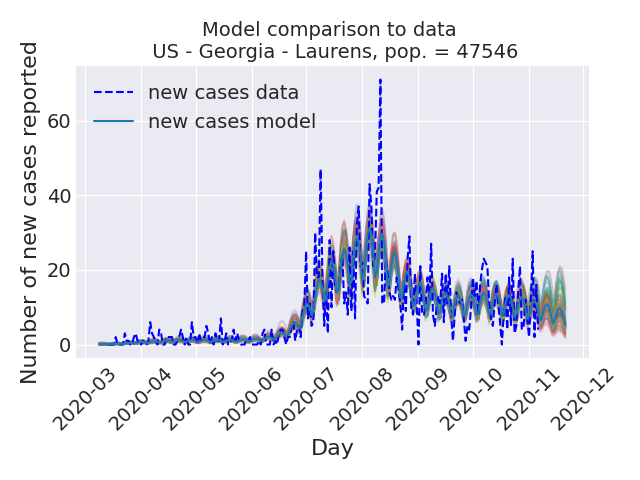 Model comparison to data
US - Georgia - Laurens, pop. = 47546
Number of new cases reported
new cases data
new cases model
60
40
20
0
2020-03
2020-04
2020-05
2020-06
2020-07
2020-08
2020-09
2020-10
2020-11
2020-12
Day